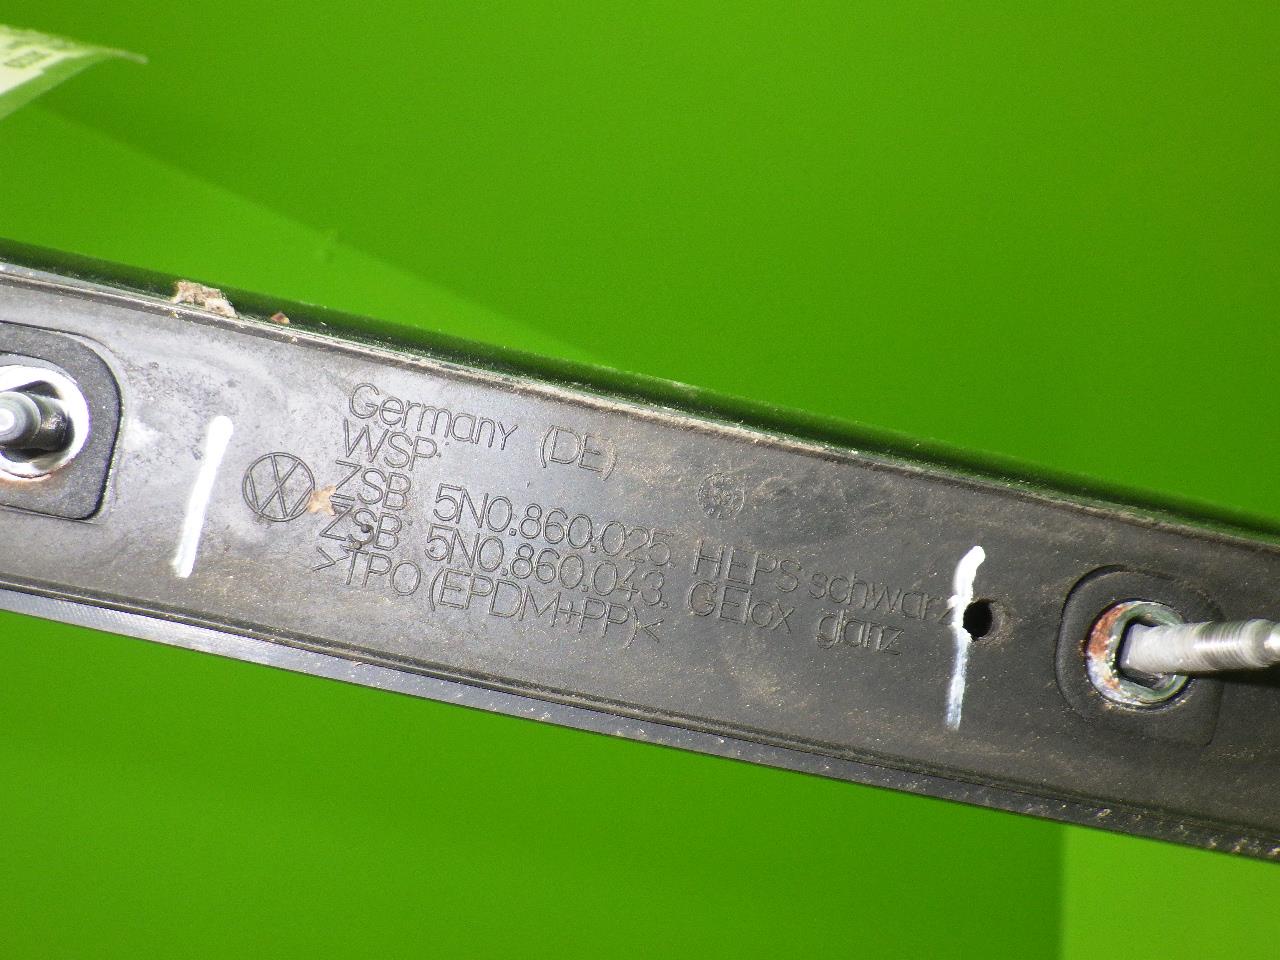 Germany (DE)
WSP
ZSB 5N0.860.025. HEPS schwarz
ZSB 5N0.860.043. GElox glanz
>TPO (EPDM+PP)<